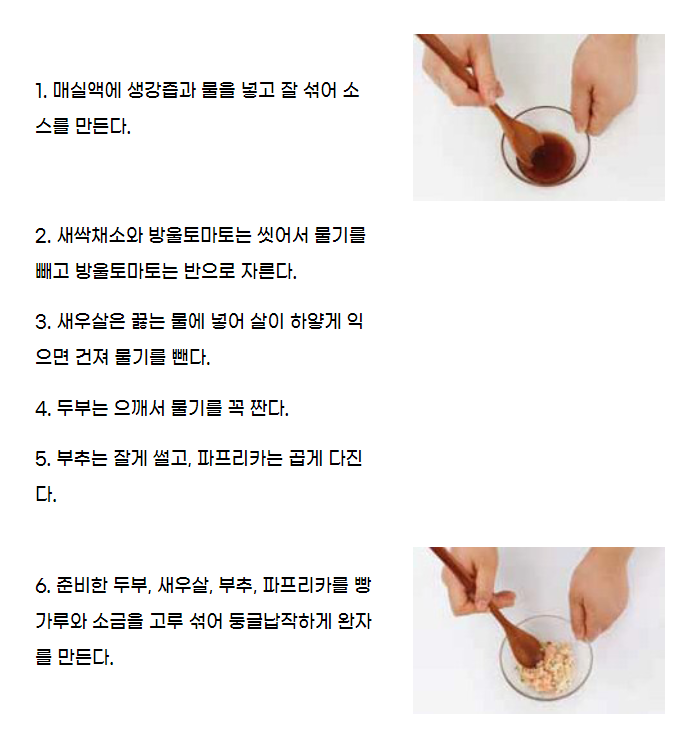 1. 매실액에 생강즙과 물을 넣고 잘 섞어 소
스를 만든다.
2. 새싹채소와 방울토마토는 씻어서 물기를
빼고 방울토마토는 반으로 자른다.
3. 새우살은 끓는 물에 넣어 살이 하얗게 익
으면 건져 물기를 뺀다.
4. 두부는 으깨서 물기를 꼭 짠다.
5. 부추는 잘게 썰고, 파프리카는 곱게 다진
다.
6. 준비한 두부, 새우살, 부추, 파프리카를 빵
가루와 소금을 고루 섞어 둥글납작하게 완자
를 만든다.